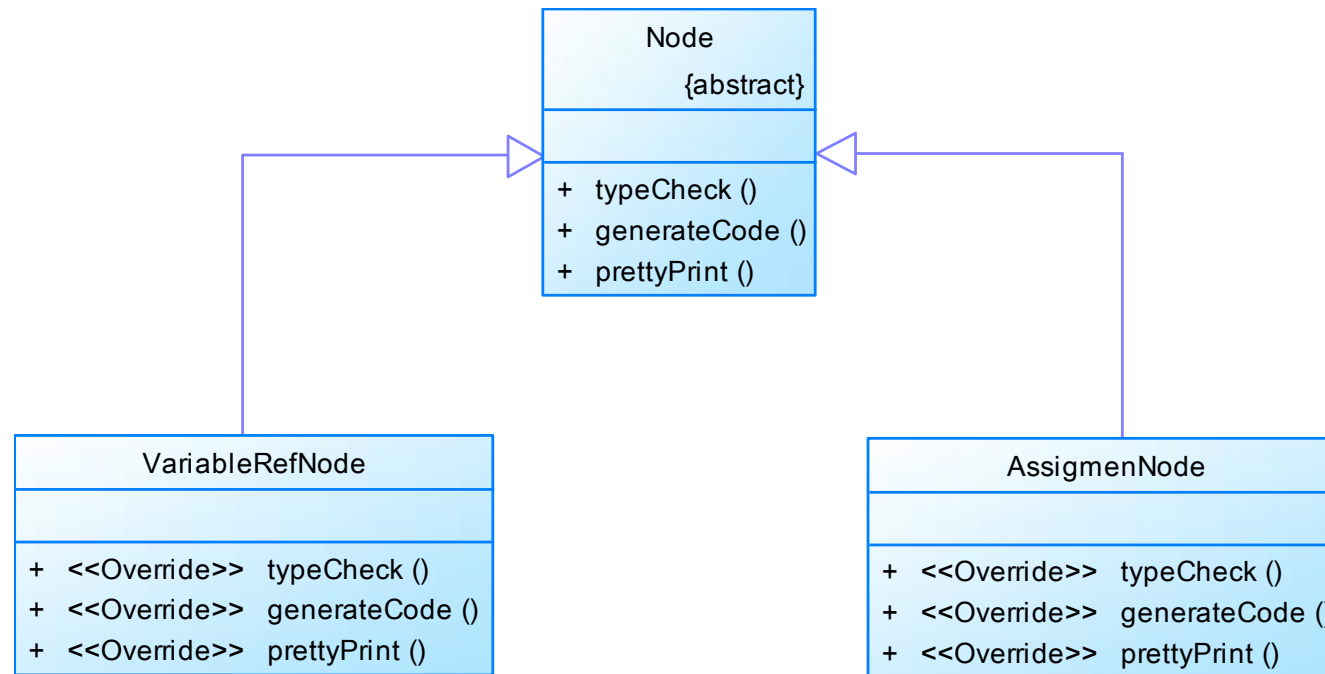 Node
{abstract}
+ typeCheck ()
+ generateCode ()
+ prettyPrint ()
VariableRefNode
+ <<Override>> typeCheck ()
+ <<Override>> generateCode ()
+ <<Override>> prettyPrint ()
AssigmenNode
+ <<Override>> typeCheck ()
+ <<Override>> generateCode ()
+ <<Override>> prettyPrint ()